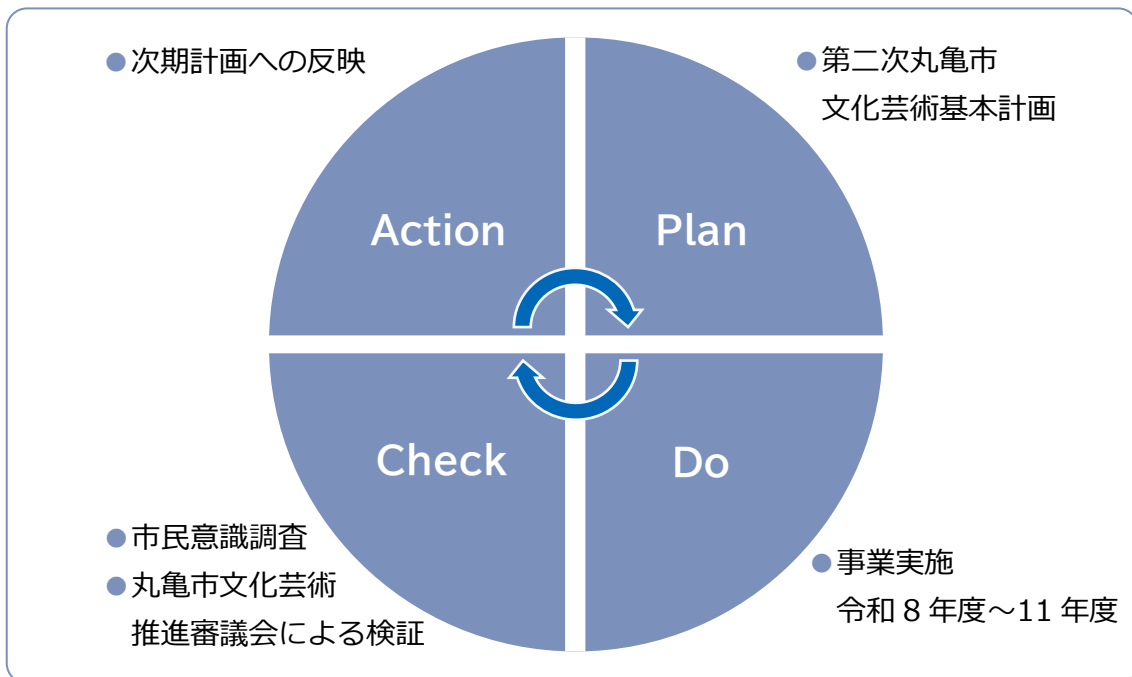 ●次期計画への反映
●第二次丸亀市
文化芸術基本計画
Action
Plan
Check
Do
●市民意識調査
●丸亀市文化芸術
推進審議会による検証
●事業実施
令和 8 年度～11 年度